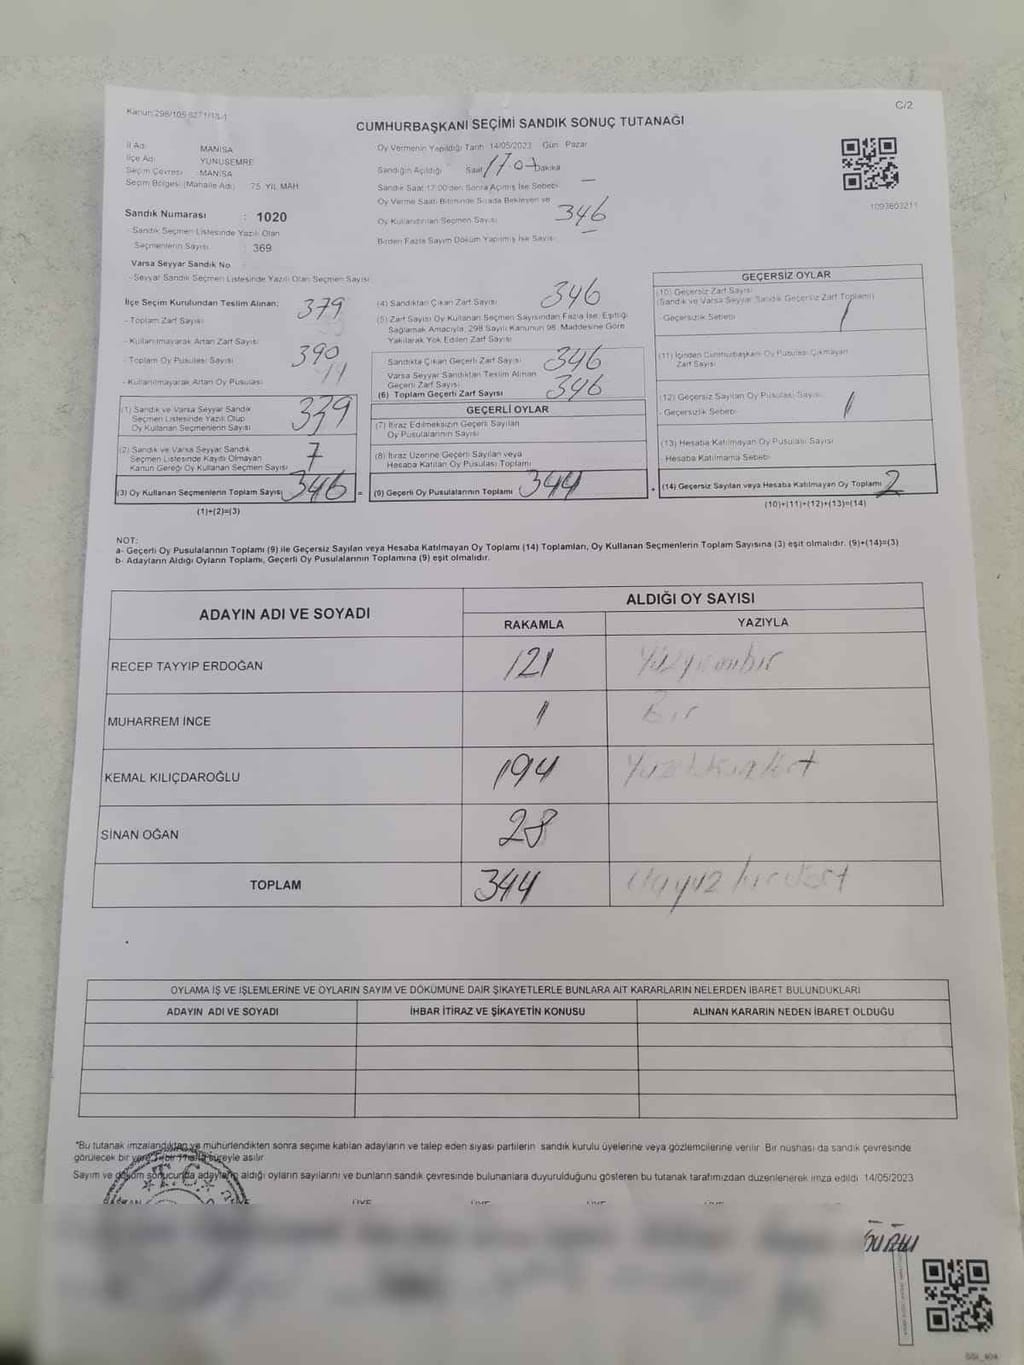 Kanun:298/105 6271/15-1
C/2
CUMHURBAŞKANI SEÇİMİ SANDIK SONUÇ TUTANAĞI
İl Adı MANİSA
İlçe Adı YUNUSEMRE
Seçim Çevresi MANİSA
Seçim Bölgesi (Mahalle Adı) 75 YIL MAH
Sandık Numarası : 1020
- Sandık Seçmen Listesinde Yazılı Olan
Seçmenlerin Sayısı 369
Varsa Seyyar Sandık No
- Seyyar Sandık Seçmen Listesinde Yazılı Olan Seçmen Sayısı
Oy Vermenin Yapıldığı Tarih 14/05/2023 Gün Pazar
Sandığın Açıldığı Saat 17.07 Dakika
Sandık Saat 17:00'den Sonra Açılmış İse Sebebi —
Oy Verme Saati Bitiminde Sırada Bekleyen ve
Oy Kullandırılan Seçmen Sayısı 346
Birden Fazla Sayım Döküm Yapılmış İse Sayısı —
1093803211
İlçe Seçim Kurulundan Teslim Alınan:
- Toplam Zarf Sayısı 379
- Kullanılmayarak Artan Zarf Sayısı
- Toplam Oy Pusulası Sayısı 390
- Kullanılmayarak Artan Oy Pusulası 11
(1) Sandık ve Varsa Seyyar Sandık
Seçmen Listesinde Yazılı Olup
Oy Kullanan Seçmenlerin Sayısı 339
(2) Sandık ve Varsa Seyyar Sandık
Seçmen Listesinde Kayıtlı Olmayan
Kanun Gereği Oy Kullanan Seçmen Sayısı 7
(3) Oy Kullanan Seçmenlerin Toplam Sayısı 346
(1)+(2)=(3)
(4) Sandıktan Çıkan Zarf Sayısı 346
(5) Zarf Sayısı Oy Kullanan Seçmen Sayısından Fazla İse, Eşitliği
Sağlamak Amacıyla, 298 Sayılı Kanunun 98. Maddesine Göre
Yakılarak Yok Edilen Zarf Sayısı
- Sandıkta Çıkan Geçerli Zarf Sayısı 346
Varsa Seyyar Sandıktan Teslim Alınan
Geçerli Zarf Sayısı
(6) Toplam Geçerli Zarf Sayısı 346
GEÇERLİ OYLAR
(7) İtiraz Edilmeksizin Geçerli Sayılan
Oy Pusulalarının Sayısı
(8) İtiraz Üzerine Geçerli Sayılan veya
Hesaba Katılan Oy Pusulası Toplamı
= (9) Geçerli Oy Pusulalarının Toplamı 344
GEÇERSİZ OYLAR
(10) Geçersiz Zarf Sayısı
(Sandık ve Varsa Seyyar Sandık Geçersiz Zarf Toplamı)
- Geçersizlik Sebebi 1
(11) İçinden Cumhurbaşkanı Oy Pusulası Çıkmayan
Zarf Sayısı
(12) Geçersiz Sayılan Oy Pusulası Sayısı
- Geçersizlik Sebebi 1
(13) Hesaba Katılmayan Oy Pusulası Sayısı
- Hesaba Katılmama Sebebi
+ (14) Geçersiz Sayılan veya Hesaba Katılmayan Oy Toplamı 2
(10)+(11)+(12)+(13)=(14)
NOT:
a- Geçerli Oy Pusulalarının Toplamı (9) ile Geçersiz Sayılan veya Hesaba Katılmayan Oy Toplamı (14) Toplamları, Oy Kullanan Seçmenlerin Toplam Sayısına (3) eşit olmalıdır. (9)+(14)=(3)
b- Adayların Aldığı Oyların Toplamı, Geçerli Oy Pusulalarının Toplamına (9) eşit olmalıdır.
ADAYIN ADI VE SOYADI
ALDIĞI OY SAYISI
RAKAMLA YAZIYLA
RECEP TAYYIP ERDOĞAN 121 Yüzyirmibir
MUHARREM İNCE 1 Bir
KEMAL KILIÇDAROĞLU 194
SİNAN OĞAN 28
TOPLAM 344
OYLAMA İŞ VE İŞLEMLERİNE VE OYLARIN SAYIM VE DÖKÜMÜNE DAİR ŞİKAYETLERLE BUNLARA AİT KARARLARIN NELERDEN İBARET BULUNDUKLARI
ADAYIN ADI VE SOYADI İHBAR İTİRAZ VE ŞİKAYETİN KONUSU ALINAN KARARIN NEDEN İBARET OLDUĞU
*Bu tutanak imzalandıktan ve mühürlendikten sonra seçime katılan adayların ve talep eden siyasi partilerin sandık kurulu üyelerine veya gözlemcilerine verilir. Bir nüshası da sandık çevresinde
görülecek bir yere 1 bir hafta süreyle asılır
Sayım ve döküm sonucunda adayların aldığı oyların sayılarını ve bunların sandık çevresinde bulunanlara duyurulduğunu gösteren bu tutanak tarafımızdan düzenlenerek imza edildi 14/05/2023
T.C.
BAŞKAN ÜYE ÜYE ÜYE ÜYE